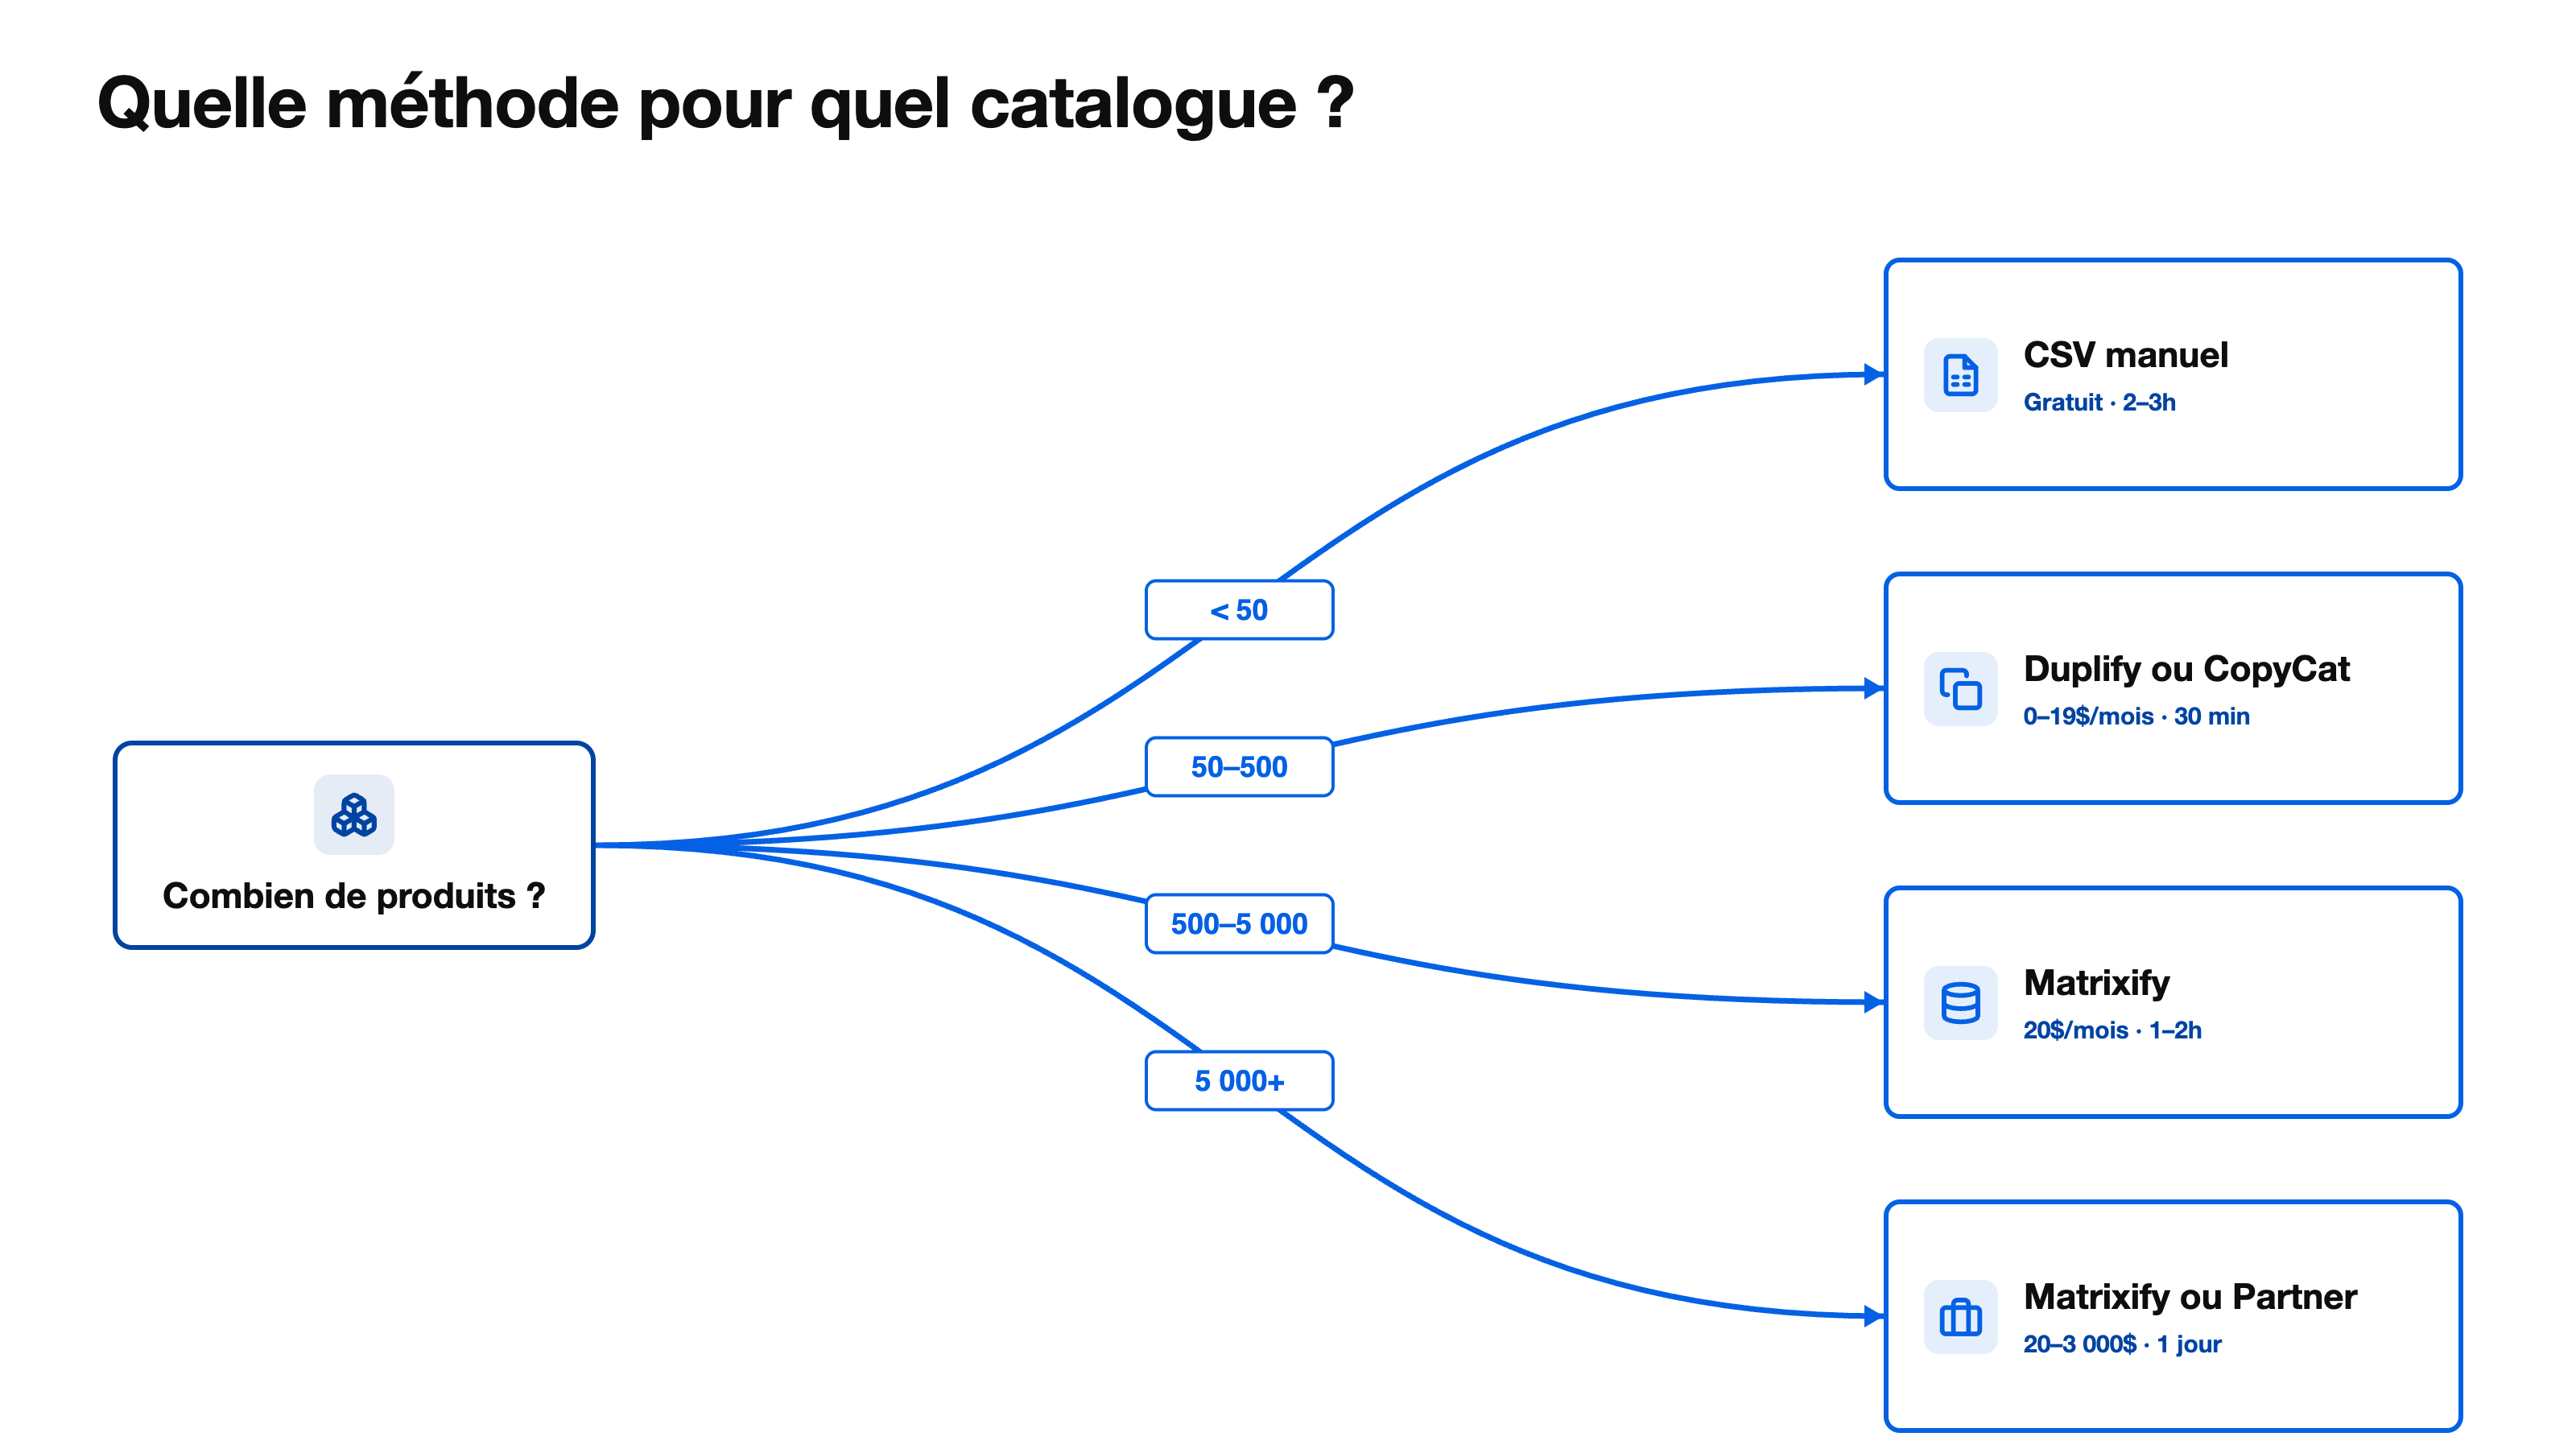 Quelle méthode pour quel catalogue ?
Combien de produits ?
< 50
50–500
500–5 000
5 000+
CSV manuel
Gratuit · 2–3h
Duplify ou CopyCat
0–19$/mois · 30 min
Matrixify
20$/mois · 1–2h
Matrixify ou Partner
20–3 000$ · 1 jour